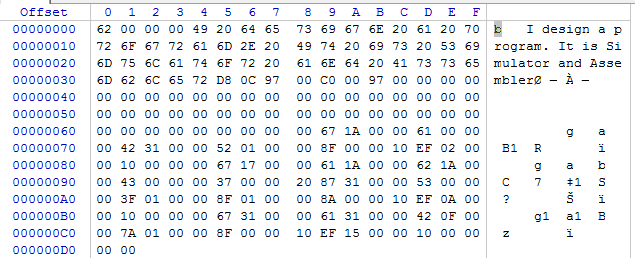 Offset 0 1 2 3 4 5 6 7 8 9 A B C D E F
00000000 62 00 00 00 49 20 64 65 73 69 67 6E 20 61 20 70 b I design a p
00000010 72 6F 67 72 61 6D 2E 20 49 74 20 69 73 20 53 69 rogram. It is Si
00000020 6D 75 6C 61 74 6F 72 20 61 6E 64 20 41 73 73 65 mulator and Asse
00000030 6D 62 6C 65 72 D8 0C 97 00 C0 00 97 00 00 00 00 mblerØ — À —
00000040 00 00 00 00 00 00 00 00 00 00 00 00 00 00 00 00
00000050 00 00 00 00 00 00 00 00 00 00 00 00 00 00 00 00
00000060 00 00 00 00 00 00 00 00 00 67 1A 00 00 61 00 00 g a
00000070 00 42 31 00 00 52 01 00 00 8F 00 00 10 EF 02 00 B1 R ï
00000080 00 10 00 00 00 67 17 00 00 61 1A 00 00 62 1A 00 g a b
00000090 00 43 00 00 00 37 00 00 20 87 31 00 00 53 00 00 C 7 ‡1 S
000000A0 00 3F 01 00 00 8F 01 00 00 8A 00 00 10 EF 0A 00 ? Š ï
000000B0 00 10 00 00 00 67 31 00 00 61 31 00 00 42 0F 00 g1 a1 B
000000C0 00 7A 01 00 00 8F 00 00 10 EF 15 00 00 10 00 00 z ï
000000D0 00 00